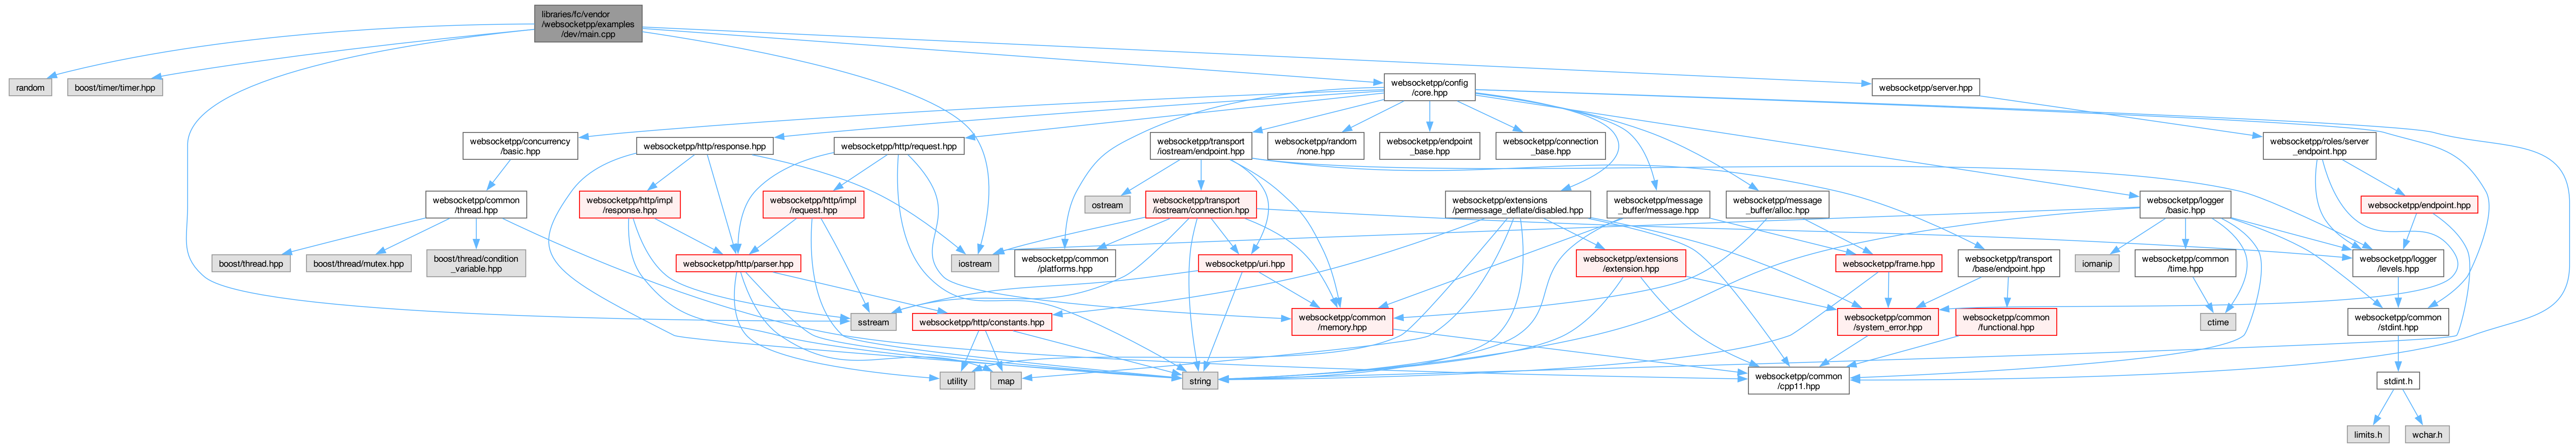 libraries/fc/vendor
/websocketpp/examples
/dev/main.cpp
random
boost/timer/timer.hpp
websocketpp/config
/core.hpp
websocketpp/server.hpp
websocketpp/concurrency
/basic.hpp
websocketpp/http/response.hpp
websocketpp/http/request.hpp
websocketpp/transport
/iostream/endpoint.hpp
websocketpp/random
/none.hpp
websocketpp/endpoint
_base.hpp
websocketpp/connection
_base.hpp
websocketpp/roles/server
_endpoint.hpp
websocketpp/common
/thread.hpp
websocketpp/http/impl
/response.hpp
websocketpp/http/impl
/request.hpp
ostream
websocketpp/transport
/iostream/connection.hpp
websocketpp/extensions
/permessage_deflate/disabled.hpp
websocketpp/message
_buffer/message.hpp
websocketpp/message
_buffer/alloc.hpp
websocketpp/logger
/basic.hpp
websocketpp/endpoint.hpp
boost/thread.hpp
boost/thread/mutex.hpp
boost/thread/condition
_variable.hpp
websocketpp/http/parser.hpp
iostream
websocketpp/common
/platforms.hpp
websocketpp/uri.hpp
websocketpp/extensions
/extension.hpp
websocketpp/frame.hpp
websocketpp/transport
/base/endpoint.hpp
iomanip
websocketpp/common
/time.hpp
websocketpp/logger
/levels.hpp
sstream
websocketpp/http/constants.hpp
websocketpp/common
/memory.hpp
websocketpp/common
/system_error.hpp
websocketpp/common
/functional.hpp
ctime
websocketpp/common
/stdint.hpp
utility
map
string
websocketpp/common
/cpp11.hpp
stdint.h
limits.h
wchar.h